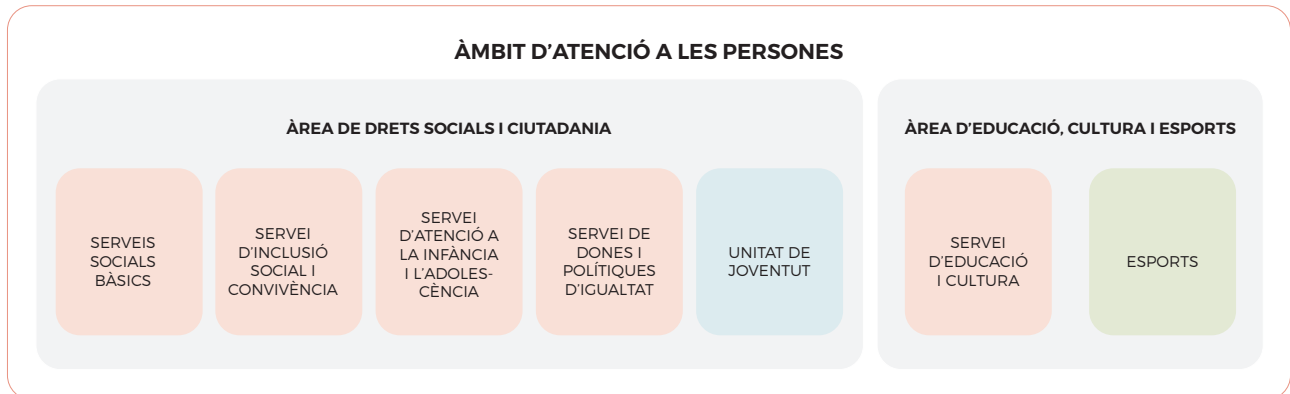 ÀMBIT D'ATENCIÓ A LES PERSONES
ÀREA DE DRETS SOCIALS I CIUTADANIA
SERVEIS
SOCIALS
BÀSICS
SERVEI
D'INCLUSIÓ
SOCIAL I
CONVIVÈNCIA
SERVEI
D'ATENCIÓ A
LA INFÀNCIA
I L'ADOLES-
CÈNCIA
SERVEI DE
DONES I
POLÍTIQUES
D'IGUALTAT
UNITAT DE
JOVENTUT
ÀREA D'EDUCACIÓ, CULTURA I ESPORTS
SERVEI
D'EDUCACIÓ
I CULTURA
ESPORTS